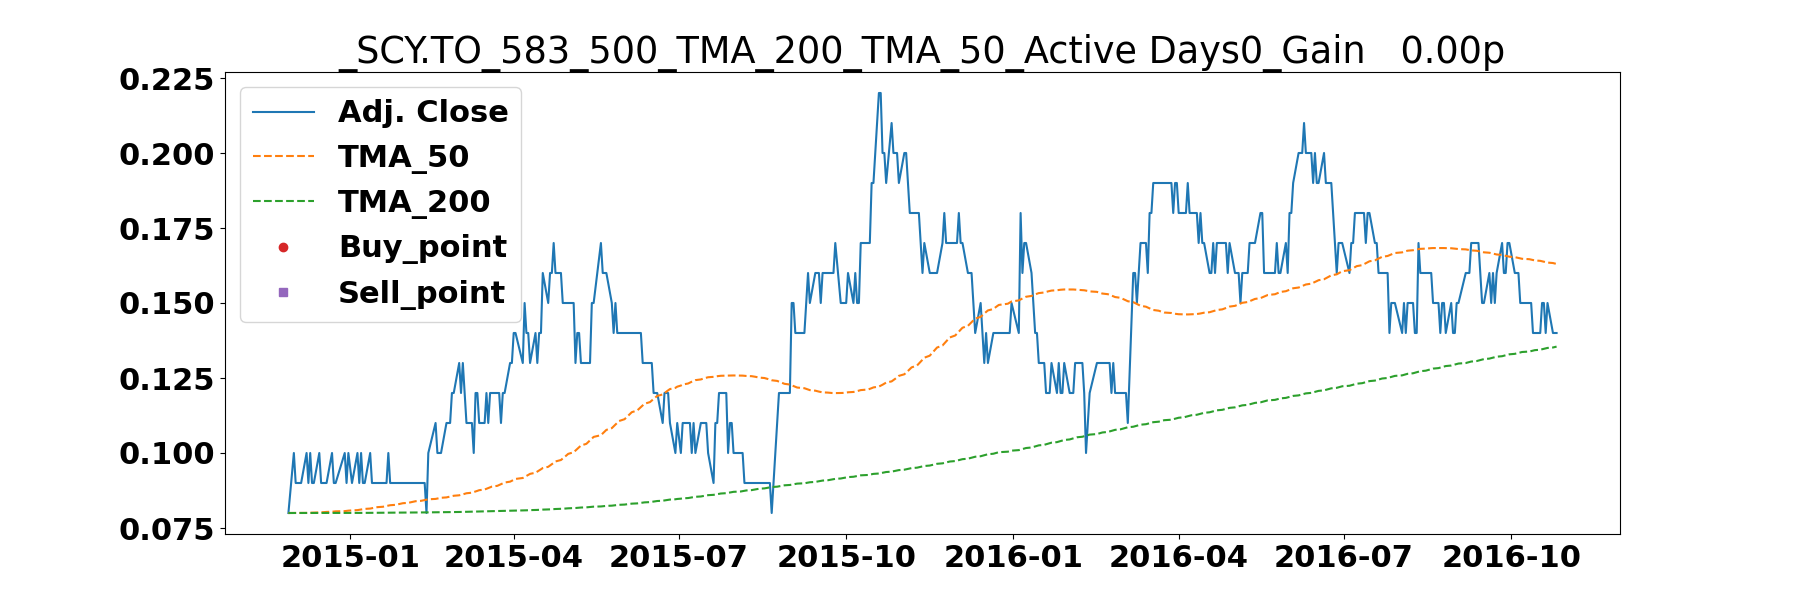 _SCY.TO_583_500_TMA_200_TMA_50_Active Days0_Gain   0.00p
0.225
0.200
0.175
0.150
0.125
0.100
0.075
Adj. Close
TMA_50
TMA_200
Buy_point
Sell_point
2015-01 2015-04 2015-07 2015-10 2016-01 2016-04 2016-07 2016-10